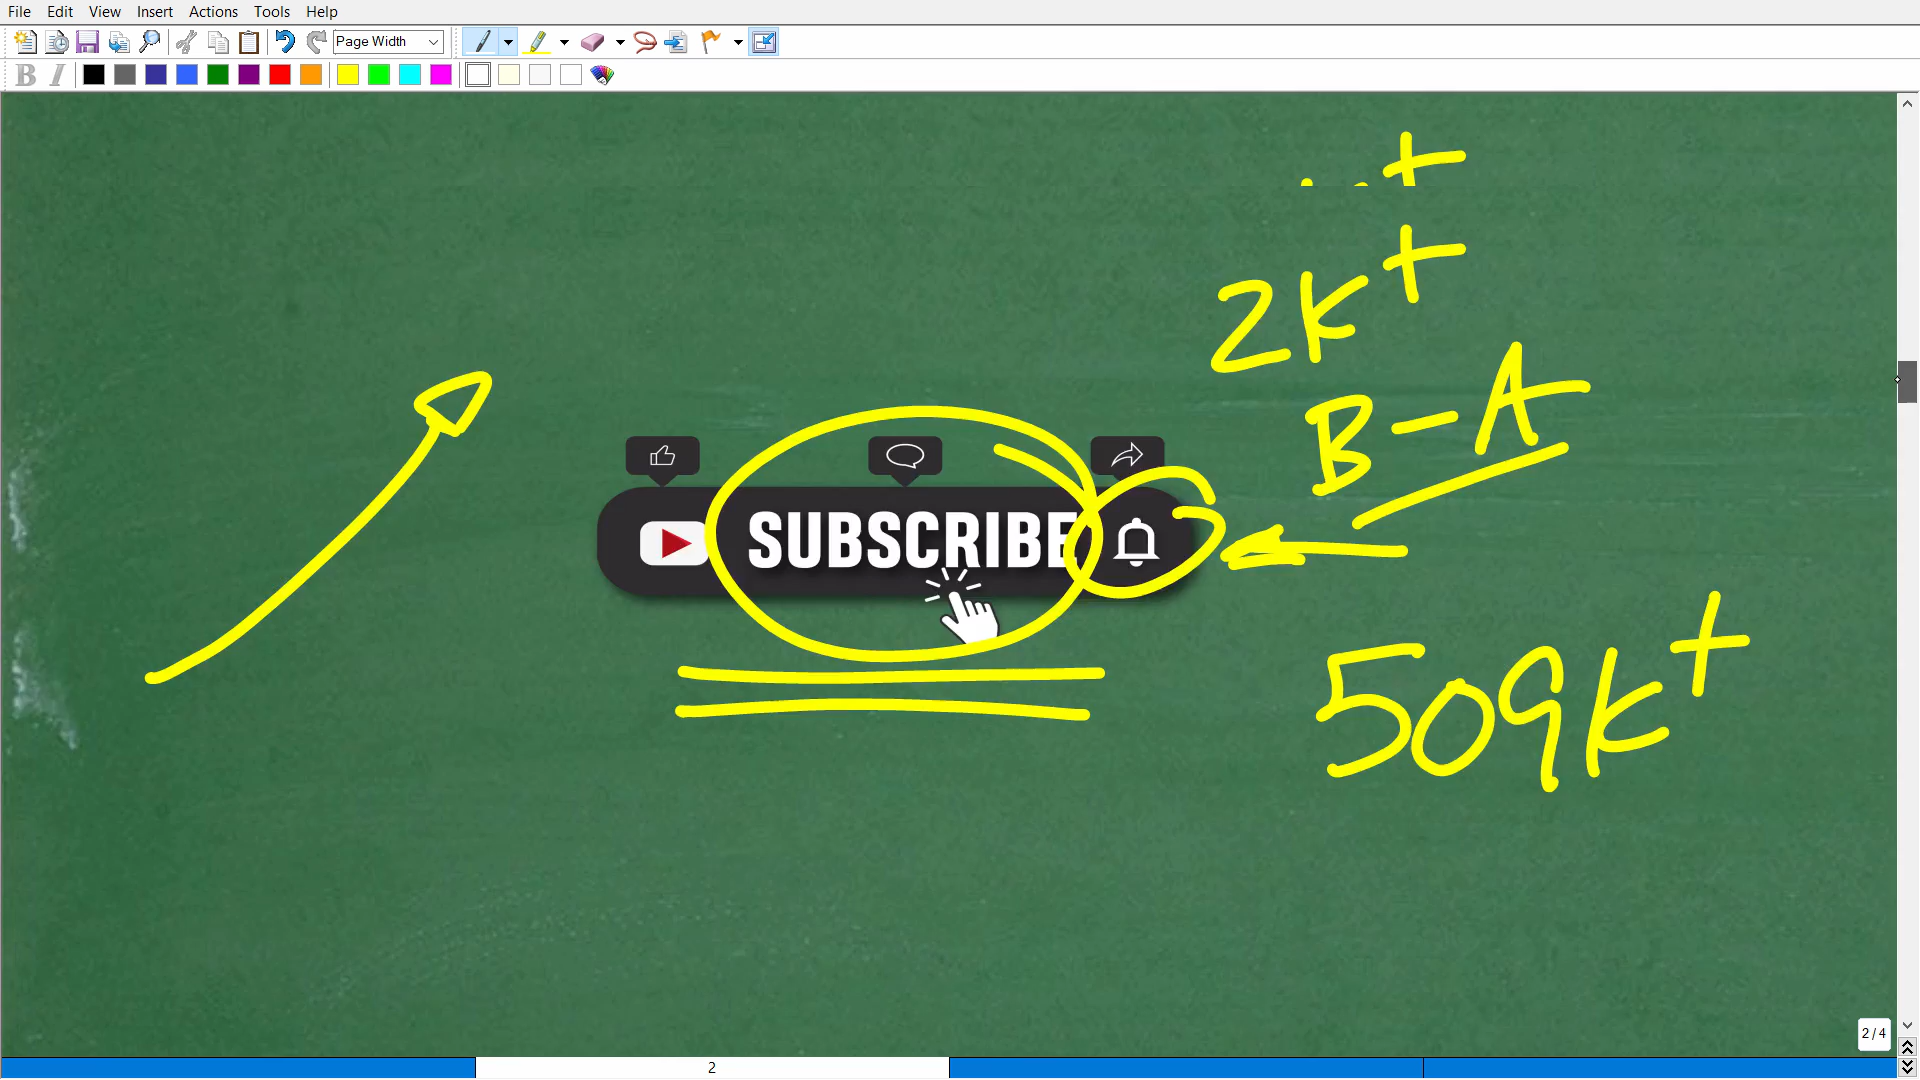 File Edit View Insert Actions Tools Help
Page Width
B I
2k+
B-A
SUBSCRIBE
509k+
2 / 4
2